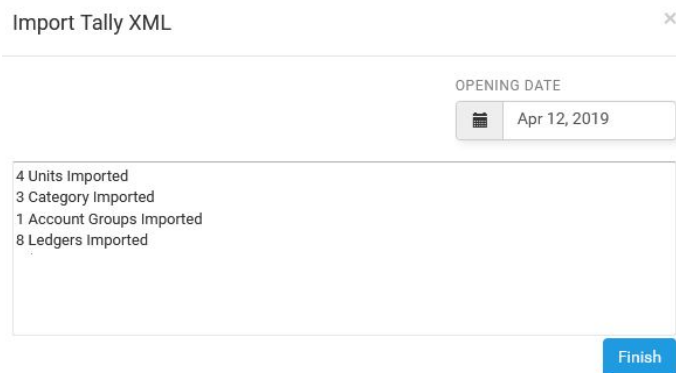 Import Tally XML
×
OPENING DATE
Apr 12, 2019
4 Units Imported
3 Category Imported
1 Account Groups Imported
8 Ledgers Imported
Finish